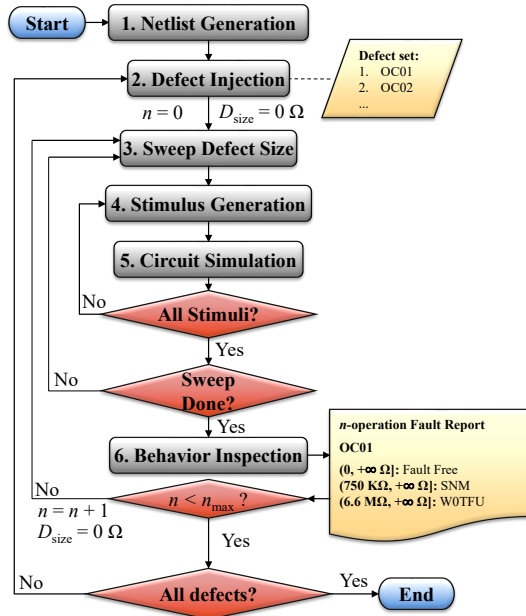 Start
1. Netlist Generation
2. Defect Injection
Defect set:
1. OC01
2. OC02
...
n = 0
D_size = 0 Ω
3. Sweep Defect Size
4. Stimulus Generation
5. Circuit Simulation
No
All Stimuli?
Yes
No
Sweep
Done?
Yes
6. Behavior Inspection
n-operation Fault Report
OC01
(0, +∞ Ω]: Fault Free
(750 KΩ, +∞ Ω]: SNM
(6.6 MΩ, +∞ Ω]: W0TFU
No
n < n_max ?
n = n + 1
D_size = 0 Ω
Yes
No
All defects?
Yes
End